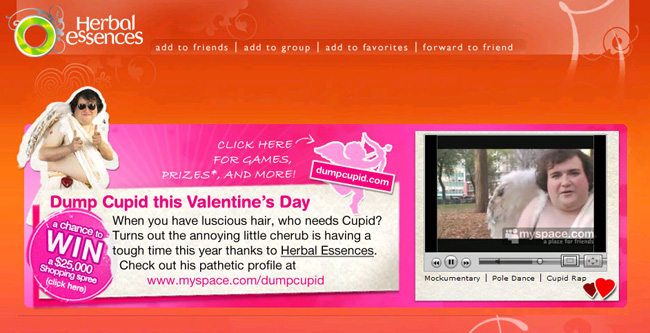 Herbal
essences
add to friends | add to group | add to favorites | forward to friend
CLICK HERE
FOR GAMES,
PRIZES*, AND MORE!
dumpcupid.com
Dump Cupid this Valentine's Day
When you have luscious hair, who needs Cupid?
Turns out the annoying little cherub is having a
tough time this year thanks to Herbal Essences.
Check out his pathetic profile at
www.myspace.com/dumpcupid
a chance to
WIN
a $25,000
Shopping spree
(click here)
myspace.com
a place for friends
Mockumentary | Pole Dance | Cupid Rap